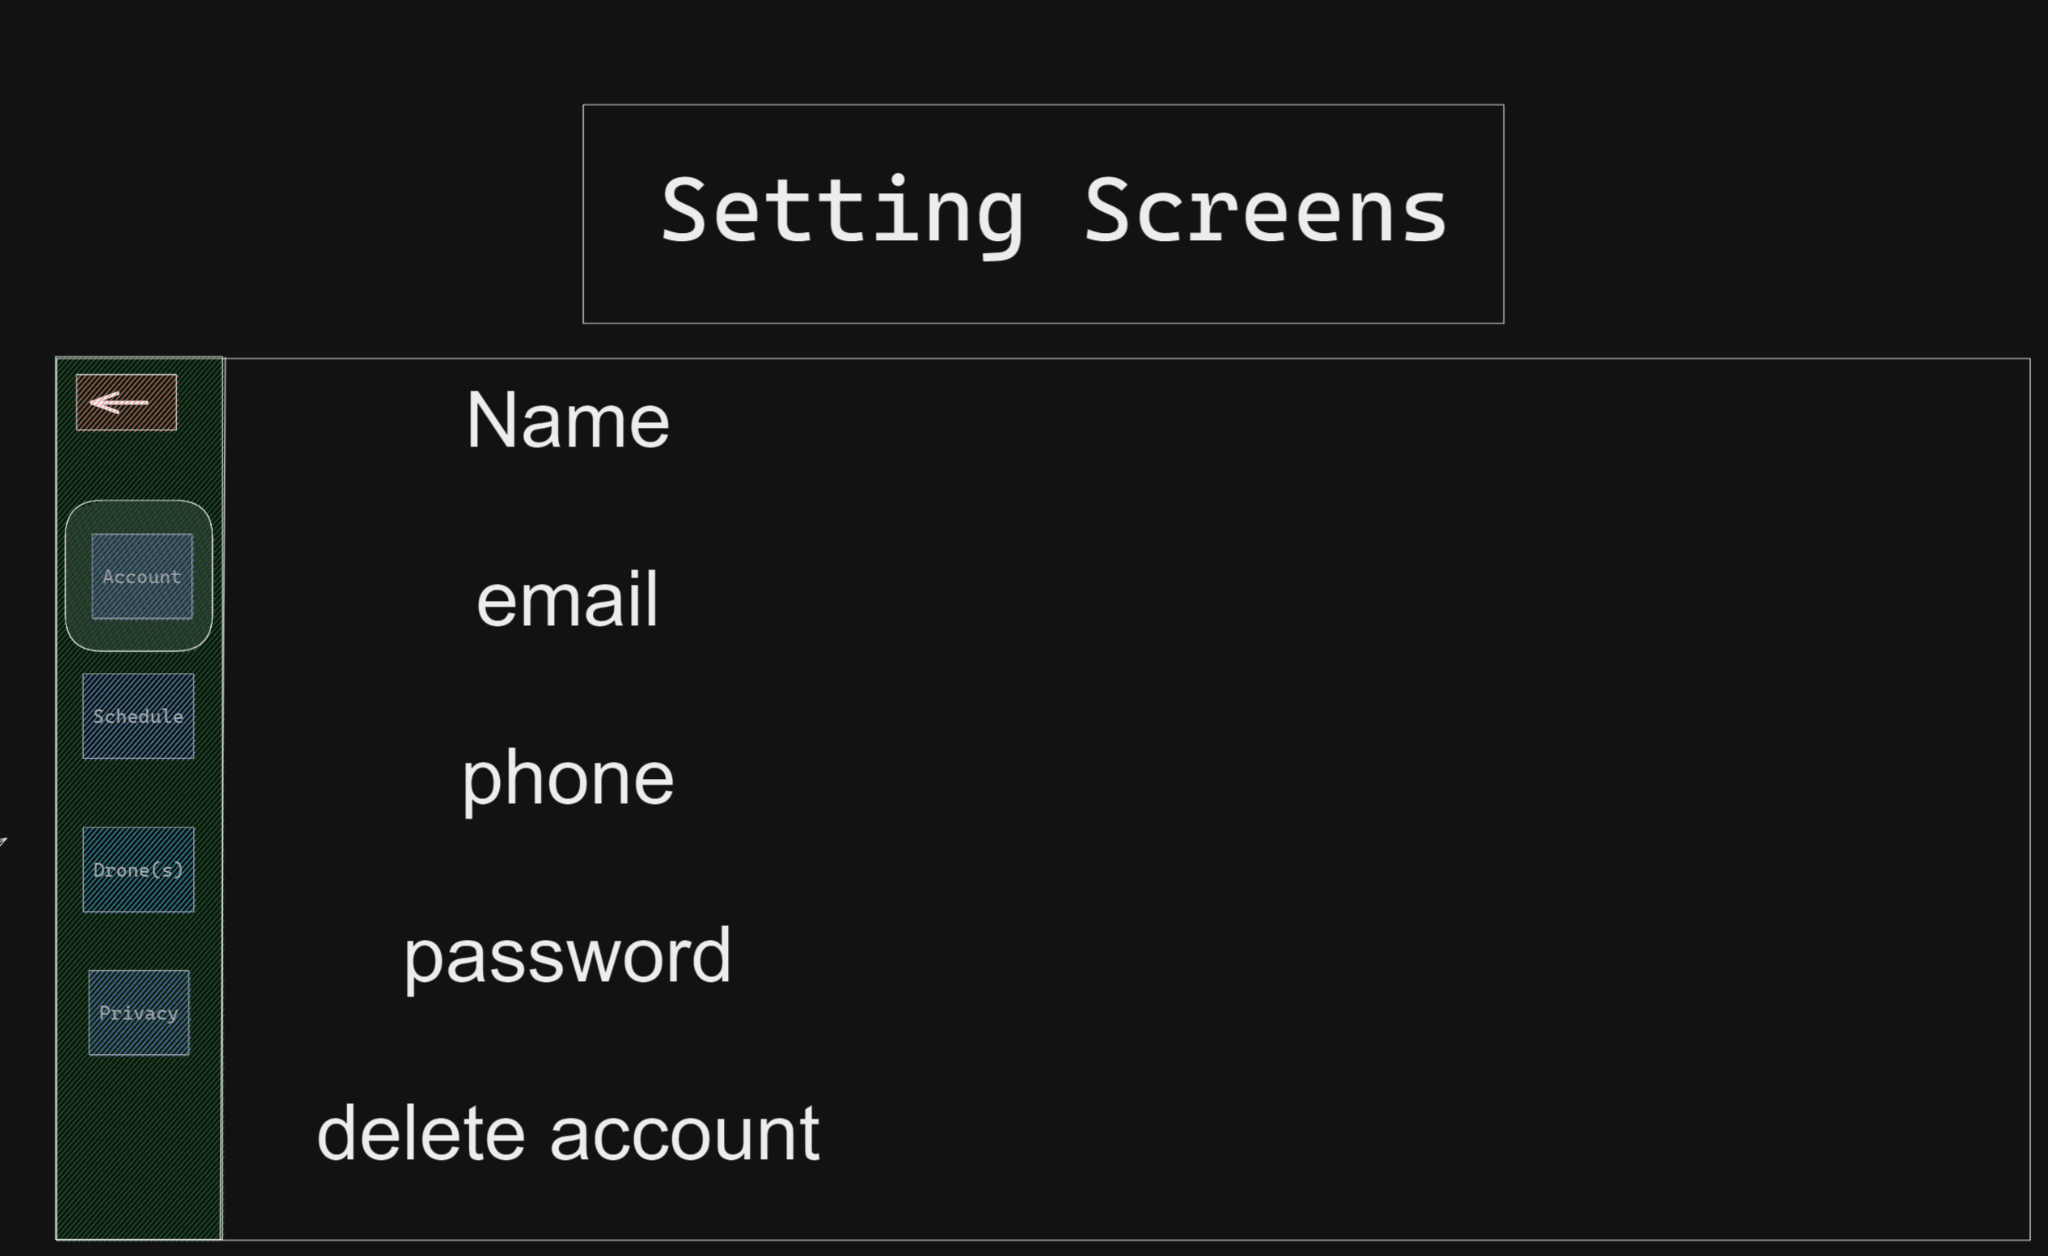 Setting Screens
Name
email
phone
password
delete account
Account
Schedule
Drone(s)
Privacy